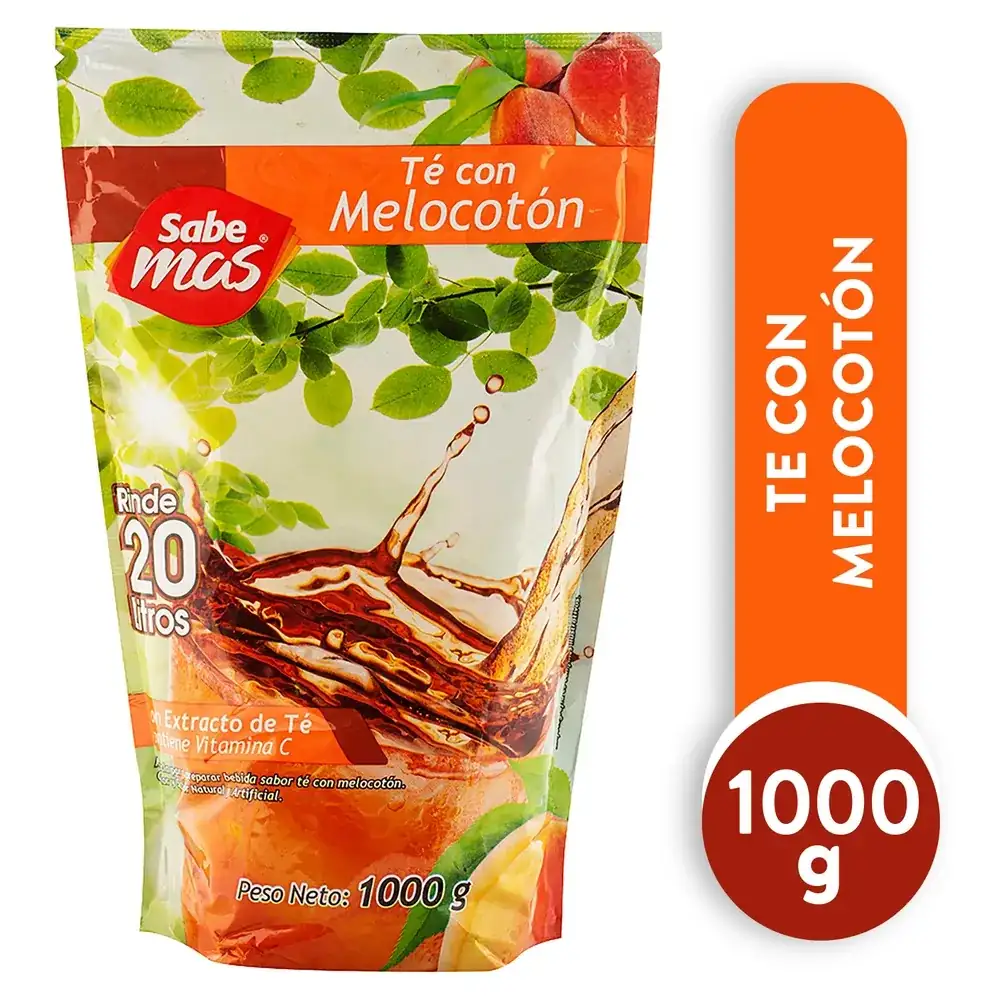 Té con
Melocotón
Sabe
mas®
Rinde
20
Litros
Extracto de Té
Vitamina C
preparar bebida sabor té con melocotón.
Natural y Artificial.
Peso Neto: 1000 g
TE CON
MELOCOTÓN
1000
g